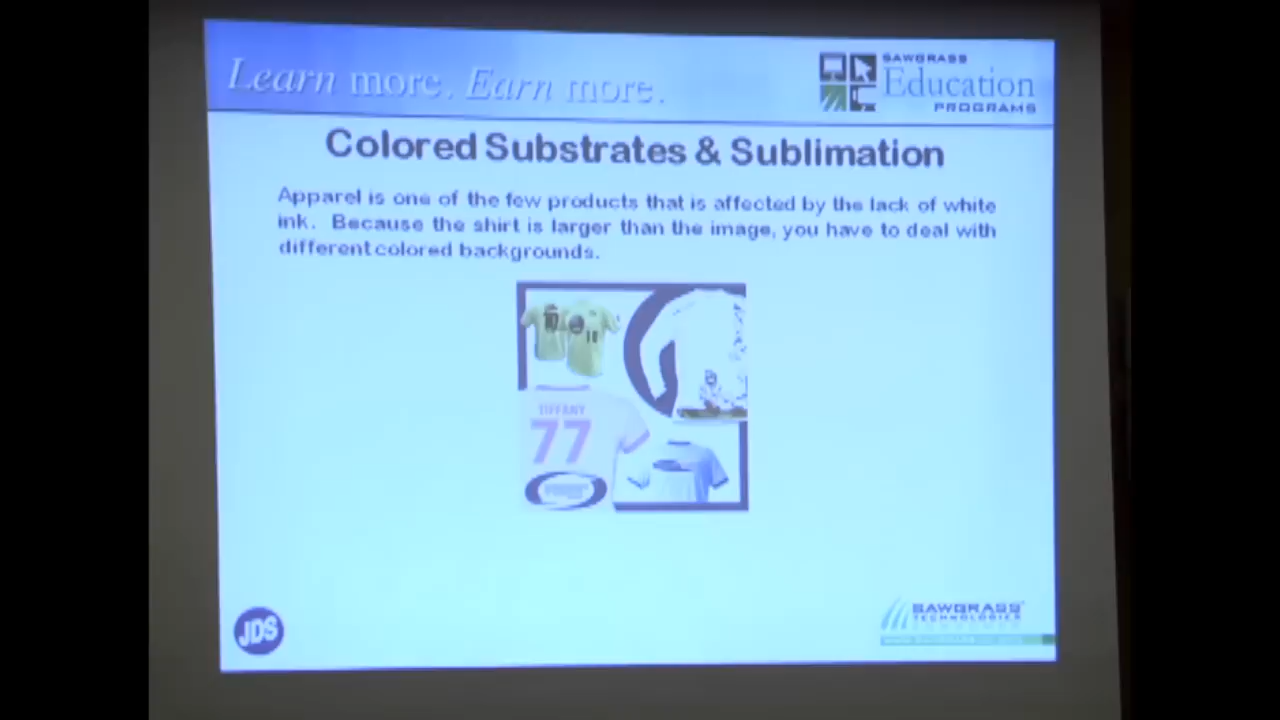 Learn more. Earn more.
SAWGRASS
Education
PROGRAMS
Colored Substrates & Sublimation
Apparel is one of the few products that is affected by the lack of white
ink. Because the shirt is larger than the image, you have to deal with
different colored backgrounds.
10
TIFFANY
77
JDS
SAWGRASS
TECHNOLOGIES